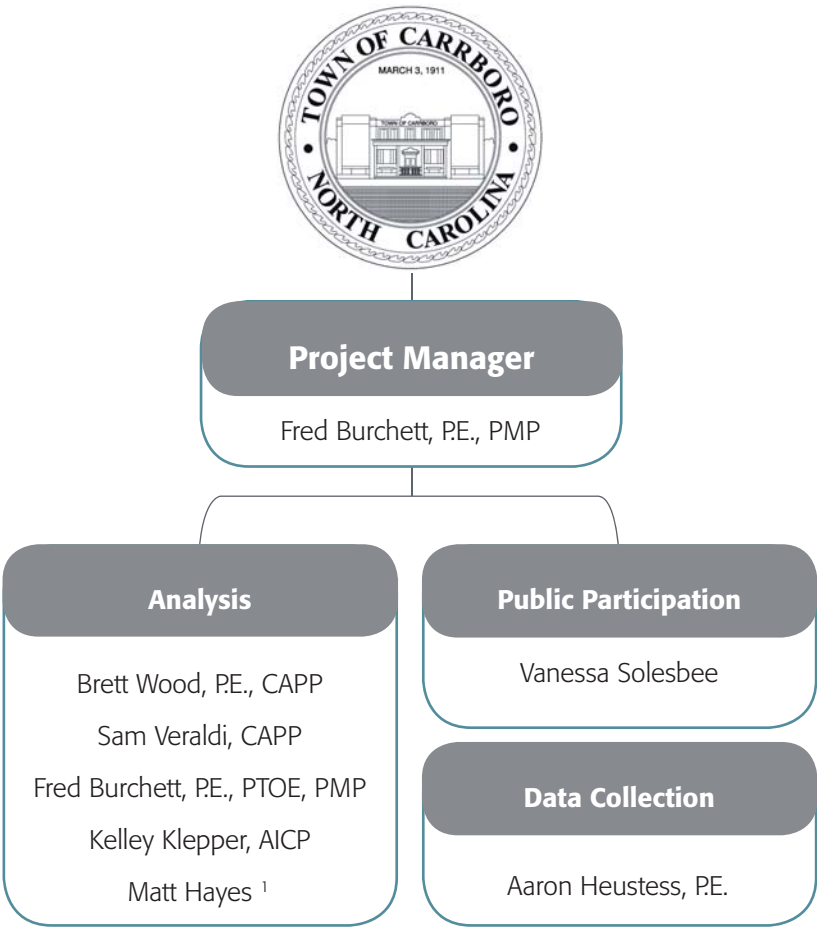 TOWN OF CARRBORO
MARCH 3, 1911
TOWN OF CARRBORO
NORTH CAROLINA
Project Manager
Fred Burchett, P.E., PMP
Analysis
Brett Wood, P.E., CAPP
Sam Veraldi, CAPP
Fred Burchett, P.E., PTOE, PMP
Kelley Klepper, AICP
Matt Hayes ¹
Public Participation
Vanessa Solesbee
Data Collection
Aaron Heustess, P.E.